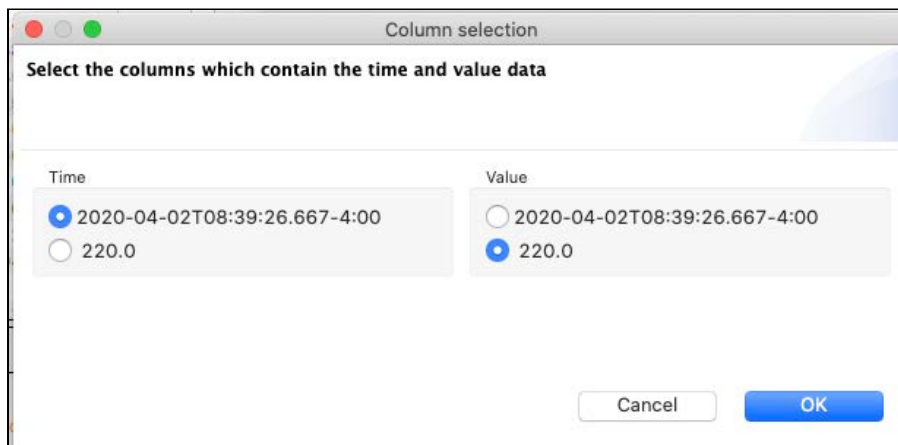 Column selection
Select the columns which contain the time and value data
Time
2020-04-02T08:39:26.667-4:00
220.0
Value
2020-04-02T08:39:26.667-4:00
220.0
Cancel
OK